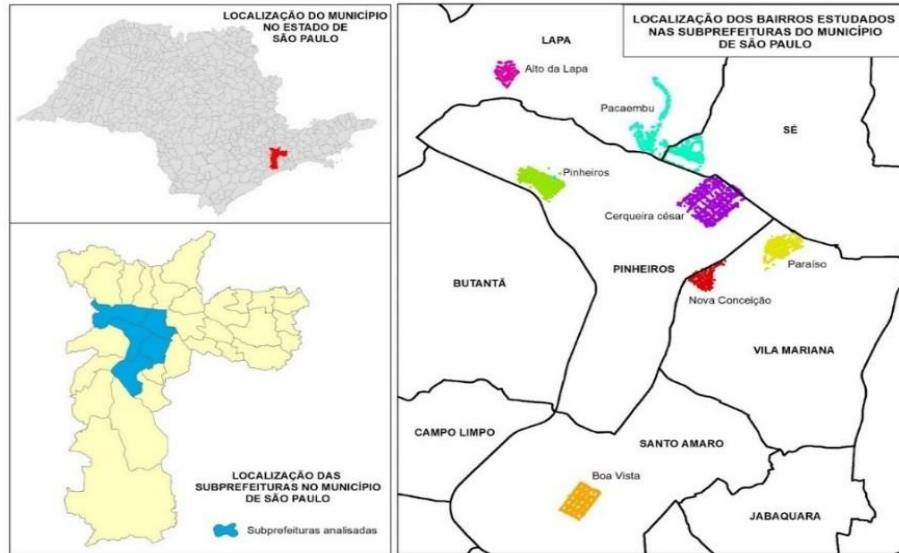 LOCALIZAÇÃO DO MUNICÍPIO
NO ESTADO DE
SÃO PAULO
LOCALIZAÇÃO DAS
SUBPREFEITURAS NO MUNICÍPIO
DE SÃO PAULO
Subprefeituras analisadas
LOCALIZAÇÃO DOS BAIRROS ESTUDADOS
NAS SUBPREFEITURAS DO MUNICÍPIO
DE SÃO PAULO
LAPA
Alto da Lapa
Pacaembu
SÉ
Pinheiros
Cerqueira césar
PINHEIROS
Paraíso
BUTANTÃ
Nova Conceição
VILA MARIANA
CAMPO LIMPO
SANTO AMARO
Boa Vista
JABAQUARA